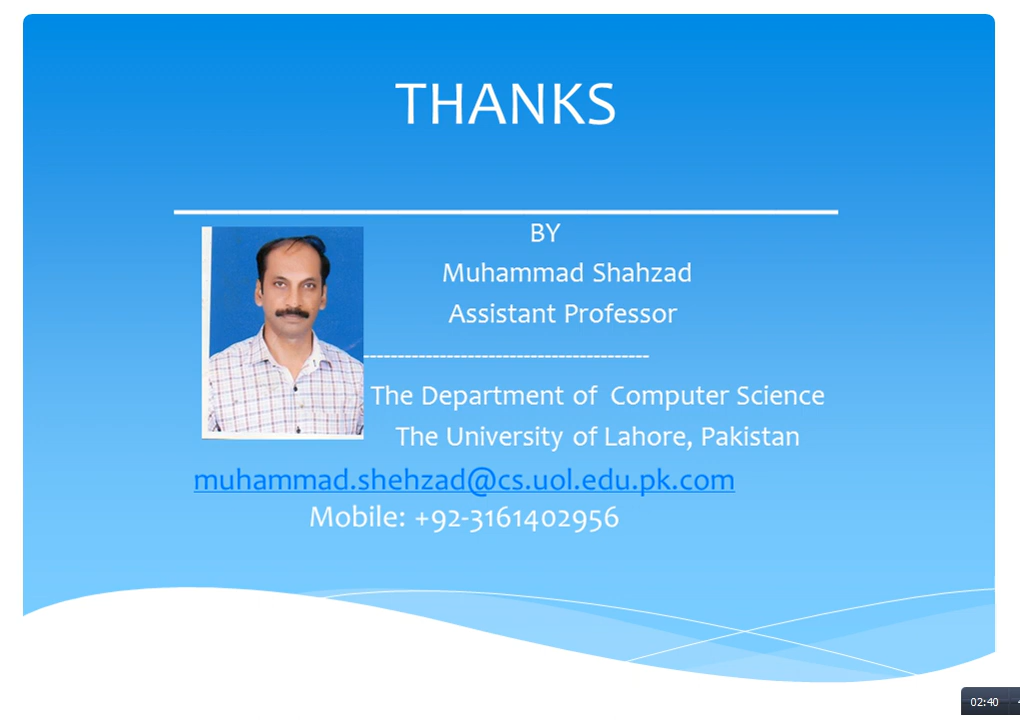 THANKS
BY
Muhammad Shahzad
Assistant Professor
-----------------------------------------
The Department of Computer Science
The University of Lahore, Pakistan
muhammad.shehzad@cs.uol.edu.pk.com
Mobile: +92-3161402956
02:40